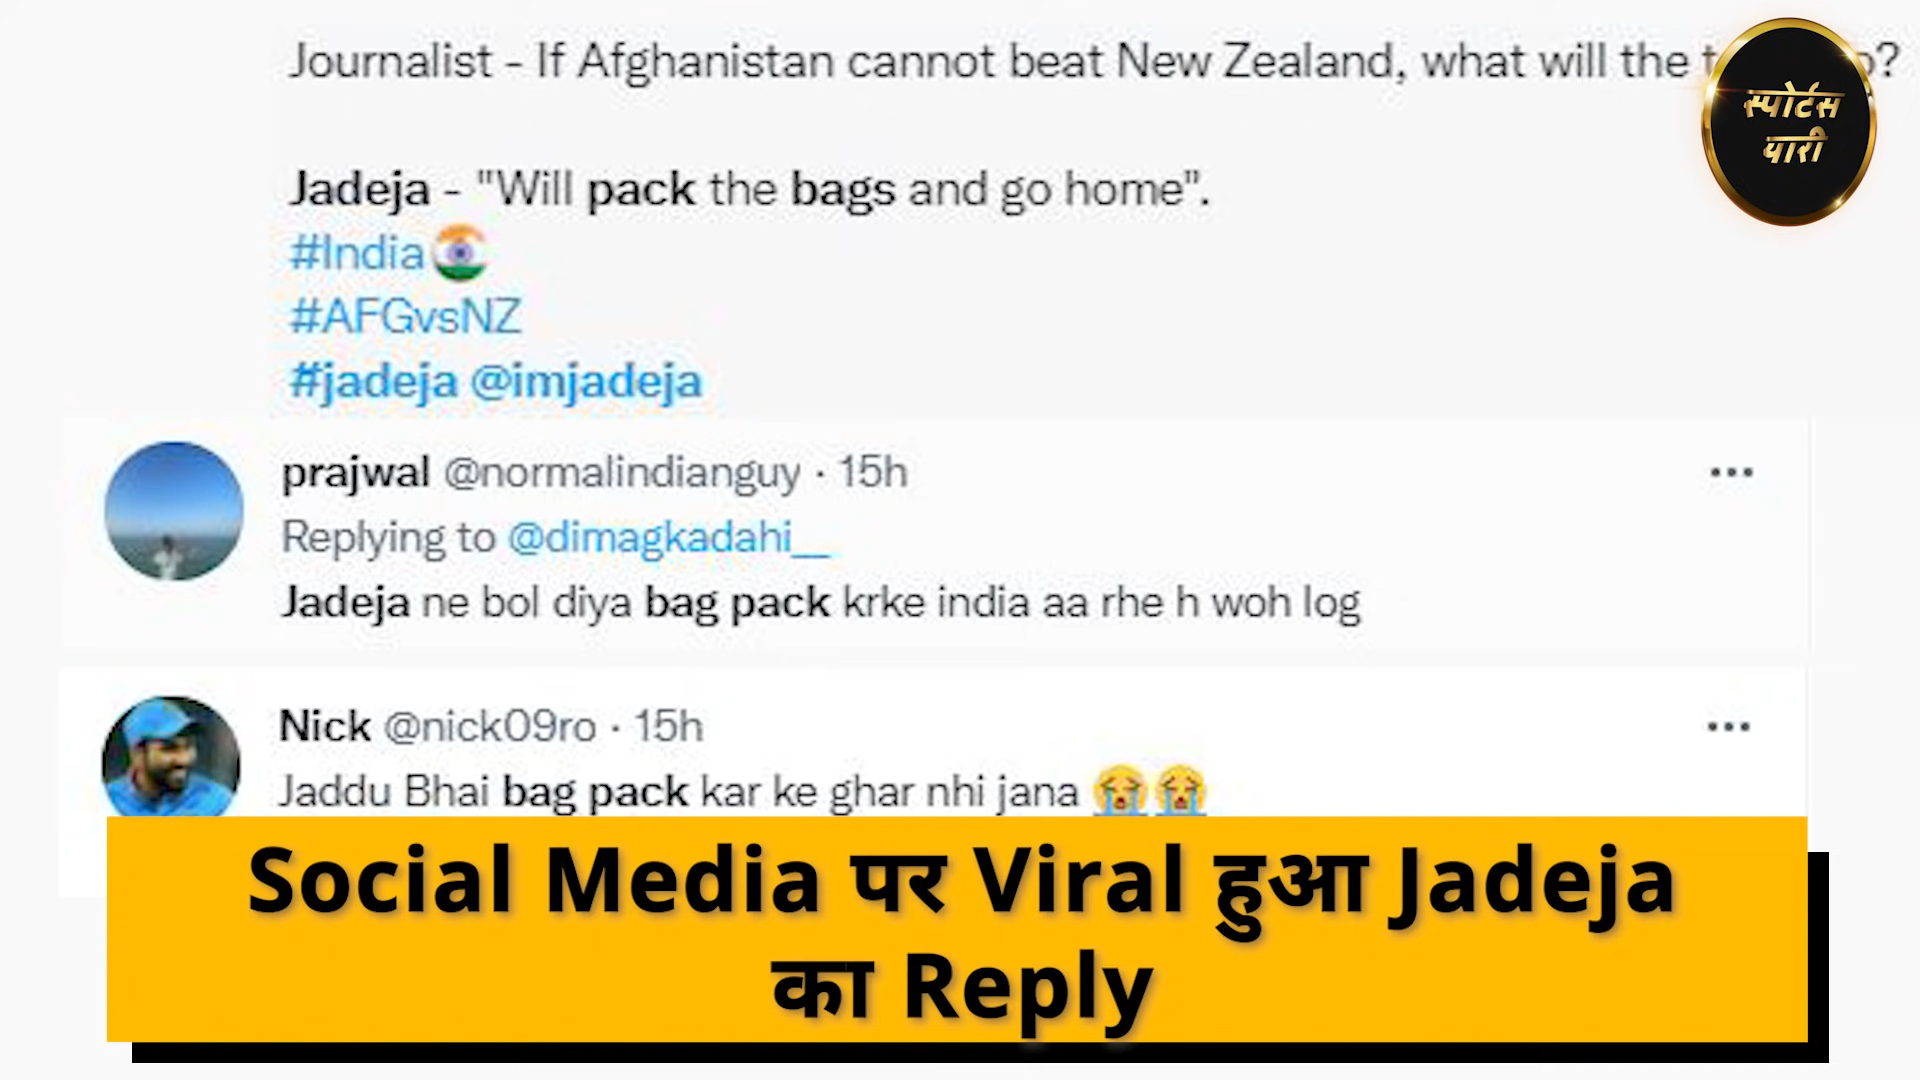 Journalist - If Afghanistan cannot beat New Zealand, what will the
स्पोर्टस
यारी
Jadeja - "Will pack the bags and go home".
#India
#AFGvsNZ
#jadeja @imjadeja
prajwal @normalindianguy · 15h
Replying to @dimagkadahi__
Jadeja ne bol diya bag pack krke india aa rhe h woh log
Nick @nick09ro · 15h
Jaddu Bhai bag pack kar ke ghar nhi jana 😭😭
Social Media पर Viral हुआ Jadeja
का Reply